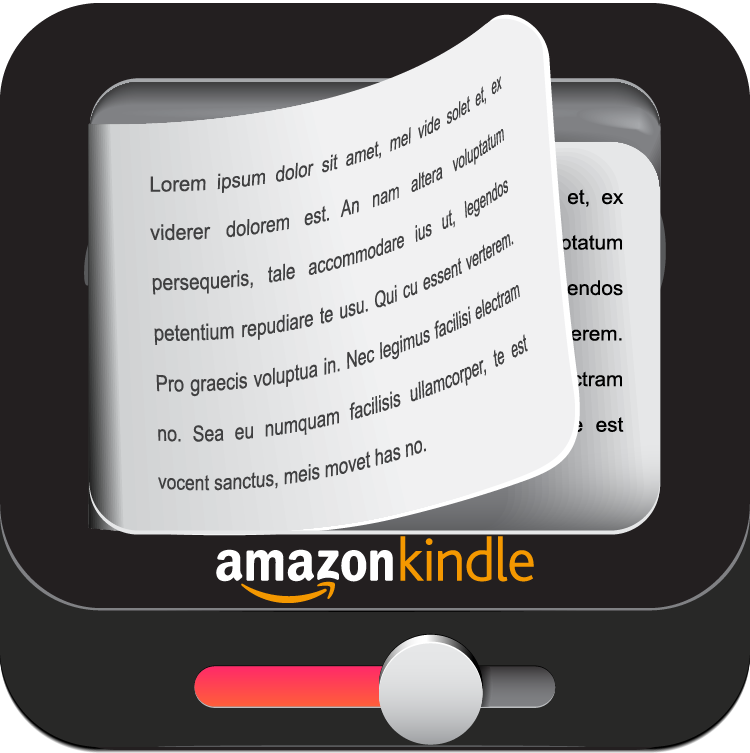 Lorem ipsum dolor sit amet, mel vide solet et, ex
viderer dolorem est. An nam altera voluptatum
persequeris, tale accommodare ius ut, legendos
petentium repudiare te usu. Qui cu essent verterem.
Pro graecis voluptua in. Nec legimus facilisi electram
no. Sea eu numquam facilisis ullamcorper, te est
vocent sanctus, meis movet has no.
et, ex
ptatum
endos
erem.
ctram
e est
amazonkindle